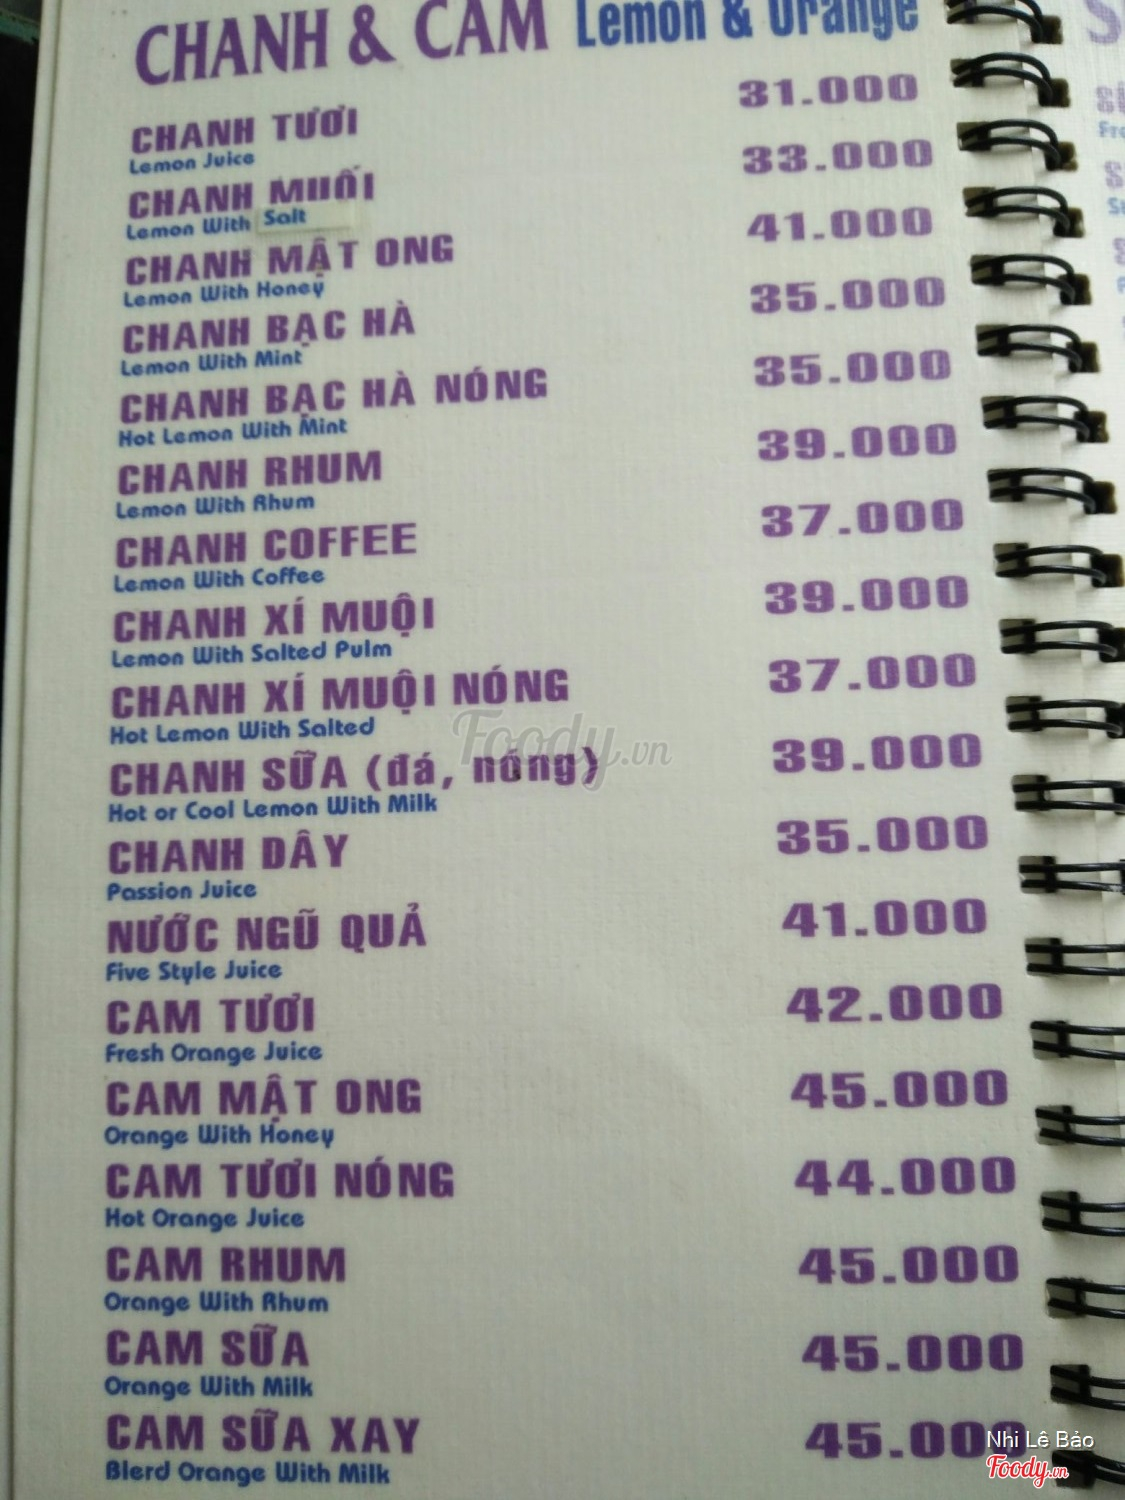 CHANH & CAM Lemon & Orange
CHANH TƯƠI 31.000
Lemon Juice
CHANH MUỐI 33.000
Lemon With Salt
CHANH MẬT ONG 41.000
Lemon With Honey
CHANH BẠC HÀ 35.000
Lemon With Mint
CHANH BẠC HÀ NÓNG 35.000
Hot Lemon With Mint
CHANH RHUM 39.000
Lemon With Rhum
CHANH COFFEE 37.000
Lemon With Coffee
CHANH XÍ MUỘI 39.000
Lemon With Salted Pulm
CHANH XÍ MUỘI NÓNG 37.000
Hot Lemon With Salted
CHANH SỮA (đá, nóng) 39.000
Hot or Cool Lemon With Milk
CHANH DÂY 35.000
Passion Juice
NƯỚC NGŨ QUẢ 41.000
Five Style Juice
CAM TƯƠI 42.000
Fresh Orange Juice
CAM MẬT ONG 45.000
Orange With Honey
CAM TƯƠI NÓNG 44.000
Hot Orange Juice
CAM RHUM 45.000
Orange With Rhum
CAM SỮA 45.000
Orange With Milk
CAM SỮA XAY 45.000
Blerd Orange With Milk
Foody.vn
Nhi Lê Bảo
Foody.vn